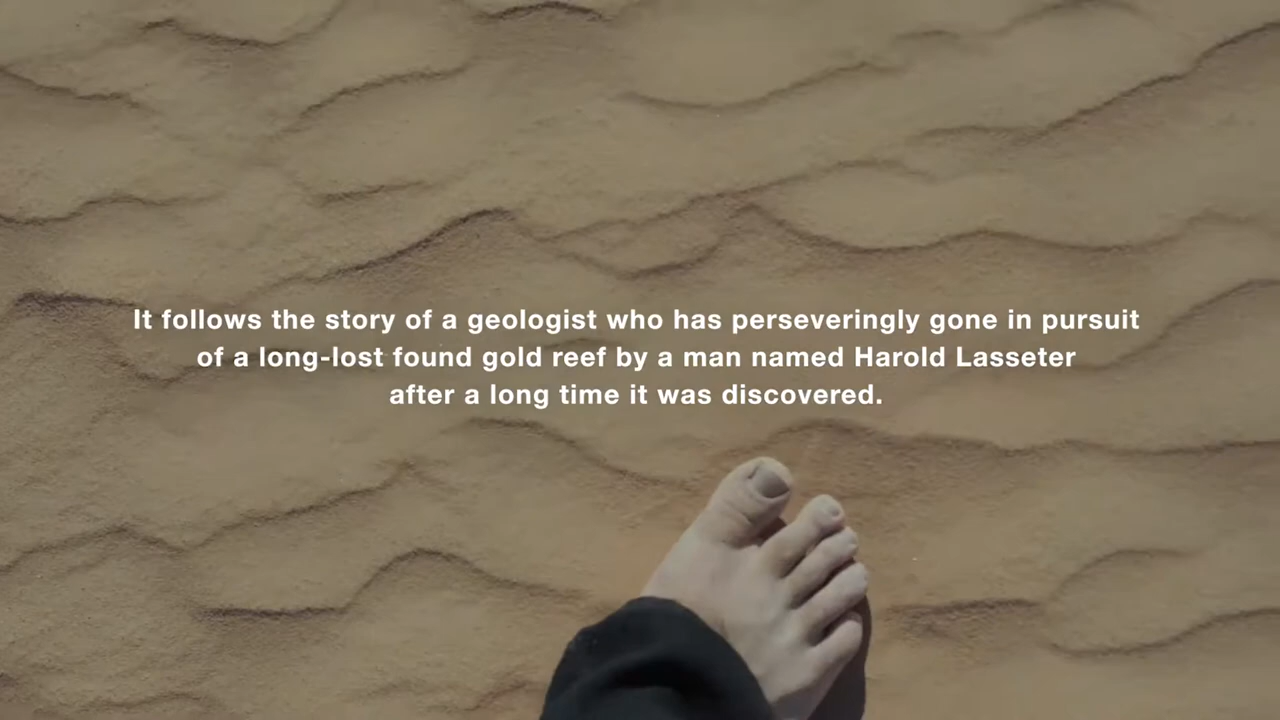 It follows the story of a geologist who has perseveringly gone in pursuit
of a long-lost found gold reef by a man named Harold Lasseter
after a long time it was discovered.